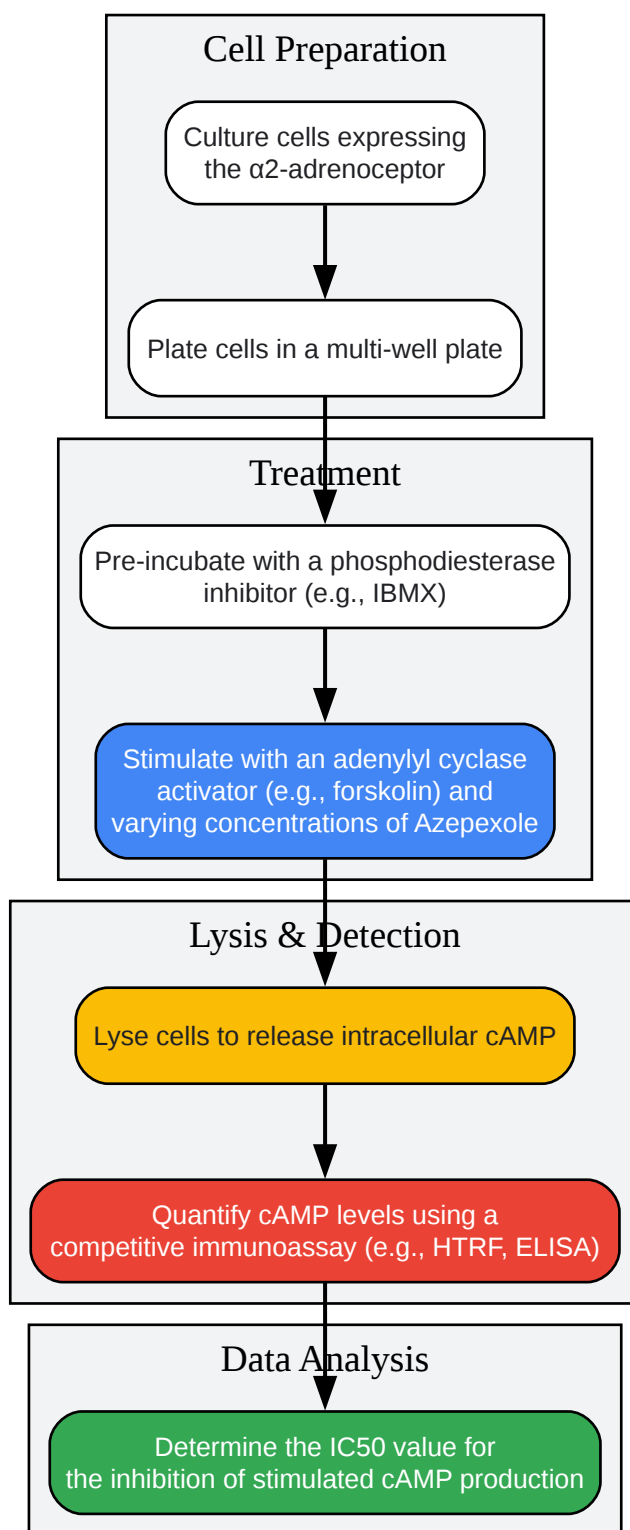 Cell Preparation
Culture cells expressing
the α2-adrenoceptor
Plate cells in a multi-well plate
Treatment
Pre-incubate with a phosphodiesterase
inhibitor (e.g., IBMX)
Stimulate with an adenylyl cyclase
activator (e.g., forskolin) and
varying concentrations of Azepexole
Lysis & Detection
Lyse cells to release intracellular cAMP
Quantify cAMP levels using a
competitive immunoassay (e.g., HTRF, ELISA)
Data Analysis
Determine the IC50 value for
the inhibition of stimulated cAMP production